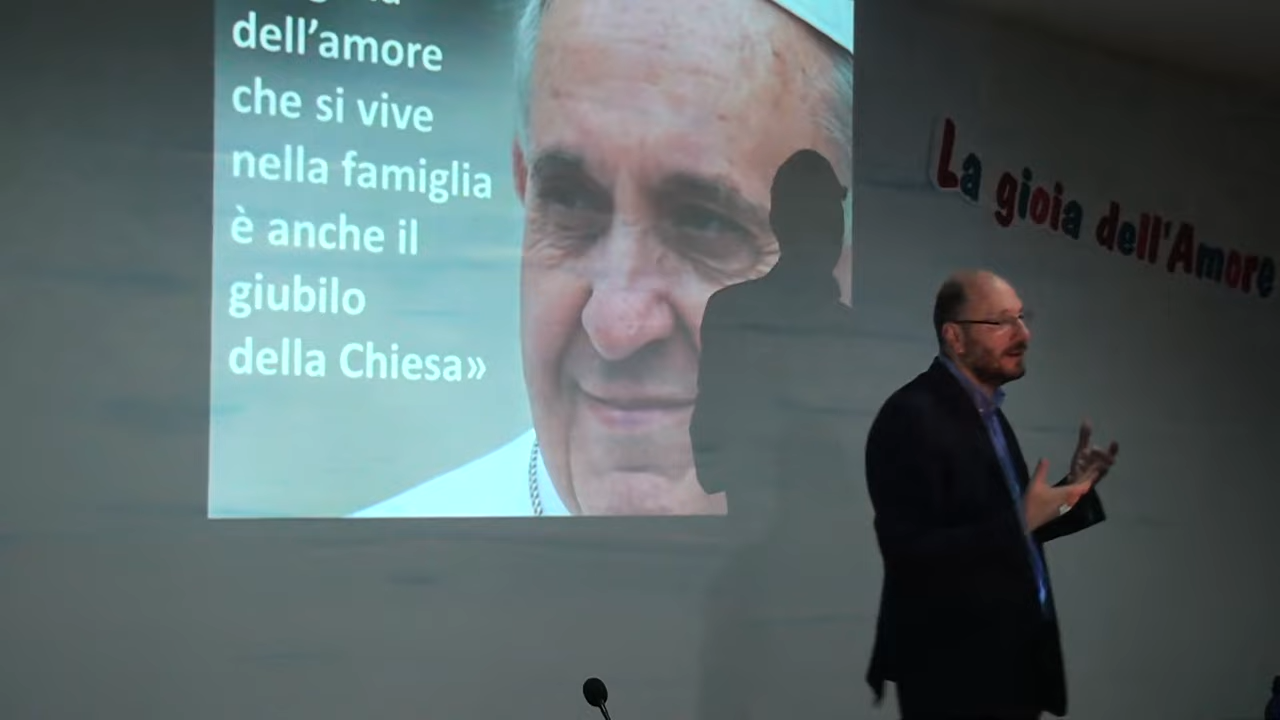 dell'amore
che si vive
nella famiglia
è anche il
giubilo
della Chiesa»
La gioia dell'Amore